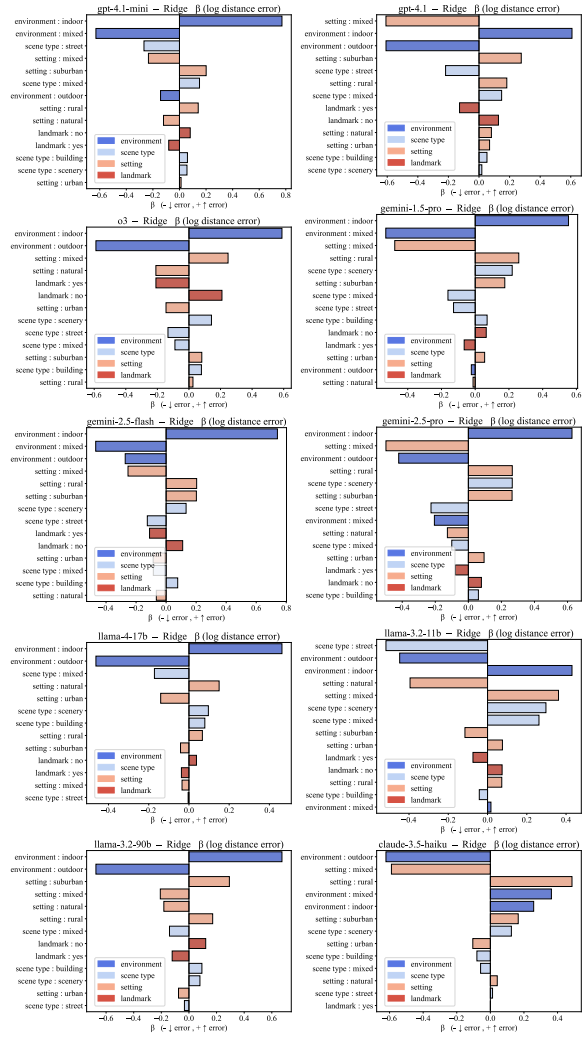 gpt-4.1-mini − Ridge β (log distance error)
environment : indoor
environment : mixed
scene type : street
setting : mixed
setting : suburban
scene type : mixed
environment : outdoor
setting : rural
setting : natural
landmark : no
landmark : yes
scene type : building
scene type : scenery
setting : urban
environment
scene type
setting
landmark
−0.6 −0.4 −0.2 0.0 0.2 0.4 0.6 0.8
β (− ↓ error , + ↑ error)
gpt-4.1 − Ridge β (log distance error)
setting : mixed
environment : indoor
environment : outdoor
setting : suburban
scene type : street
setting : rural
scene type : mixed
landmark : yes
landmark : no
setting : natural
setting : urban
scene type : building
scene type : scenery
environment
scene type
setting
landmark
−0.6 −0.4 −0.2 0.0 0.2 0.4 0.6
β (− ↓ error , + ↑ error)
o3 − Ridge β (log distance error)
environment : indoor
environment : outdoor
setting : mixed
setting : natural
landmark : yes
landmark : no
setting : urban
scene type : scenery
scene type : street
scene type : mixed
setting : suburban
scene type : building
setting : rural
environment
scene type
setting
landmark
−0.6 −0.4 −0.2 0.0 0.2 0.4 0.6
β (− ↓ error , + ↑ error)
gemini-1.5-pro − Ridge β (log distance error)
environment : indoor
environment : mixed
setting : mixed
setting : rural
scene type : scenery
setting : suburban
scene type : mixed
scene type : street
scene type : building
landmark : no
landmark : yes
setting : urban
environment : outdoor
setting : natural
environment
scene type
setting
landmark
−0.4 −0.2 0.0 0.2 0.4 0.6
β (− ↓ error , + ↑ error)
gemini-2.5-flash − Ridge β (log distance error)
environment : indoor
environment : mixed
environment : outdoor
setting : mixed
setting : rural
setting : suburban
scene type : scenery
scene type : street
landmark : yes
landmark : no
setting : urban
scene type : mixed
scene type : building
setting : natural
environment
scene type
setting
landmark
−0.4 −0.2 0.0 0.2 0.4 0.6 0.8
β (− ↓ error , + ↑ error)
gemini-2.5-pro − Ridge β (log distance error)
environment : indoor
setting : mixed
environment : outdoor
setting : rural
scene type : scenery
setting : suburban
scene type : street
environment : mixed
setting : natural
scene type : mixed
setting : urban
landmark : yes
landmark : no
scene type : building
environment
scene type
setting
landmark
−0.4 −0.2 0.0 0.2 0.4 0.6
β (− ↓ error , + ↑ error)
llama-4-17b − Ridge β (log distance error)
environment : indoor
environment : outdoor
scene type : mixed
setting : natural
setting : urban
scene type : scenery
scene type : building
setting : rural
setting : suburban
landmark : no
landmark : yes
setting : mixed
scene type : street
environment
scene type
setting
landmark
−0.4 −0.2 0.0 0.2 0.4
β (− ↓ error , + ↑ error)
llama-3.2-11b − Ridge β (log distance error)
scene type : street
environment : outdoor
environment : indoor
setting : natural
setting : mixed
scene type : scenery
scene type : mixed
setting : suburban
setting : urban
landmark : yes
landmark : no
setting : rural
scene type : building
environment : mixed
environment
scene type
setting
landmark
−0.4 −0.2 0.0 0.2 0.4
β (− ↓ error , + ↑ error)
llama-3.2-90b − Ridge β (log distance error)
environment : indoor
environment : outdoor
setting : suburban
setting : mixed
setting : natural
setting : rural
scene type : mixed
landmark : no
landmark : yes
scene type : building
scene type : scenery
setting : urban
scene type : street
environment
scene type
setting
landmark
−0.6 −0.4 −0.2 0.0 0.2 0.4 0.6
β (− ↓ error , + ↑ error)
claude-3.5-haiku − Ridge β (log distance error)
environment : outdoor
setting : mixed
setting : rural
environment : mixed
environment : indoor
setting : suburban
scene type : scenery
setting : urban
scene type : building
scene type : mixed
setting : natural
scene type : street
landmark : yes
environment
scene type
setting
landmark
−0.6 −0.4 −0.2 0.0 0.2 0.4
β (− ↓ error , + ↑ error)